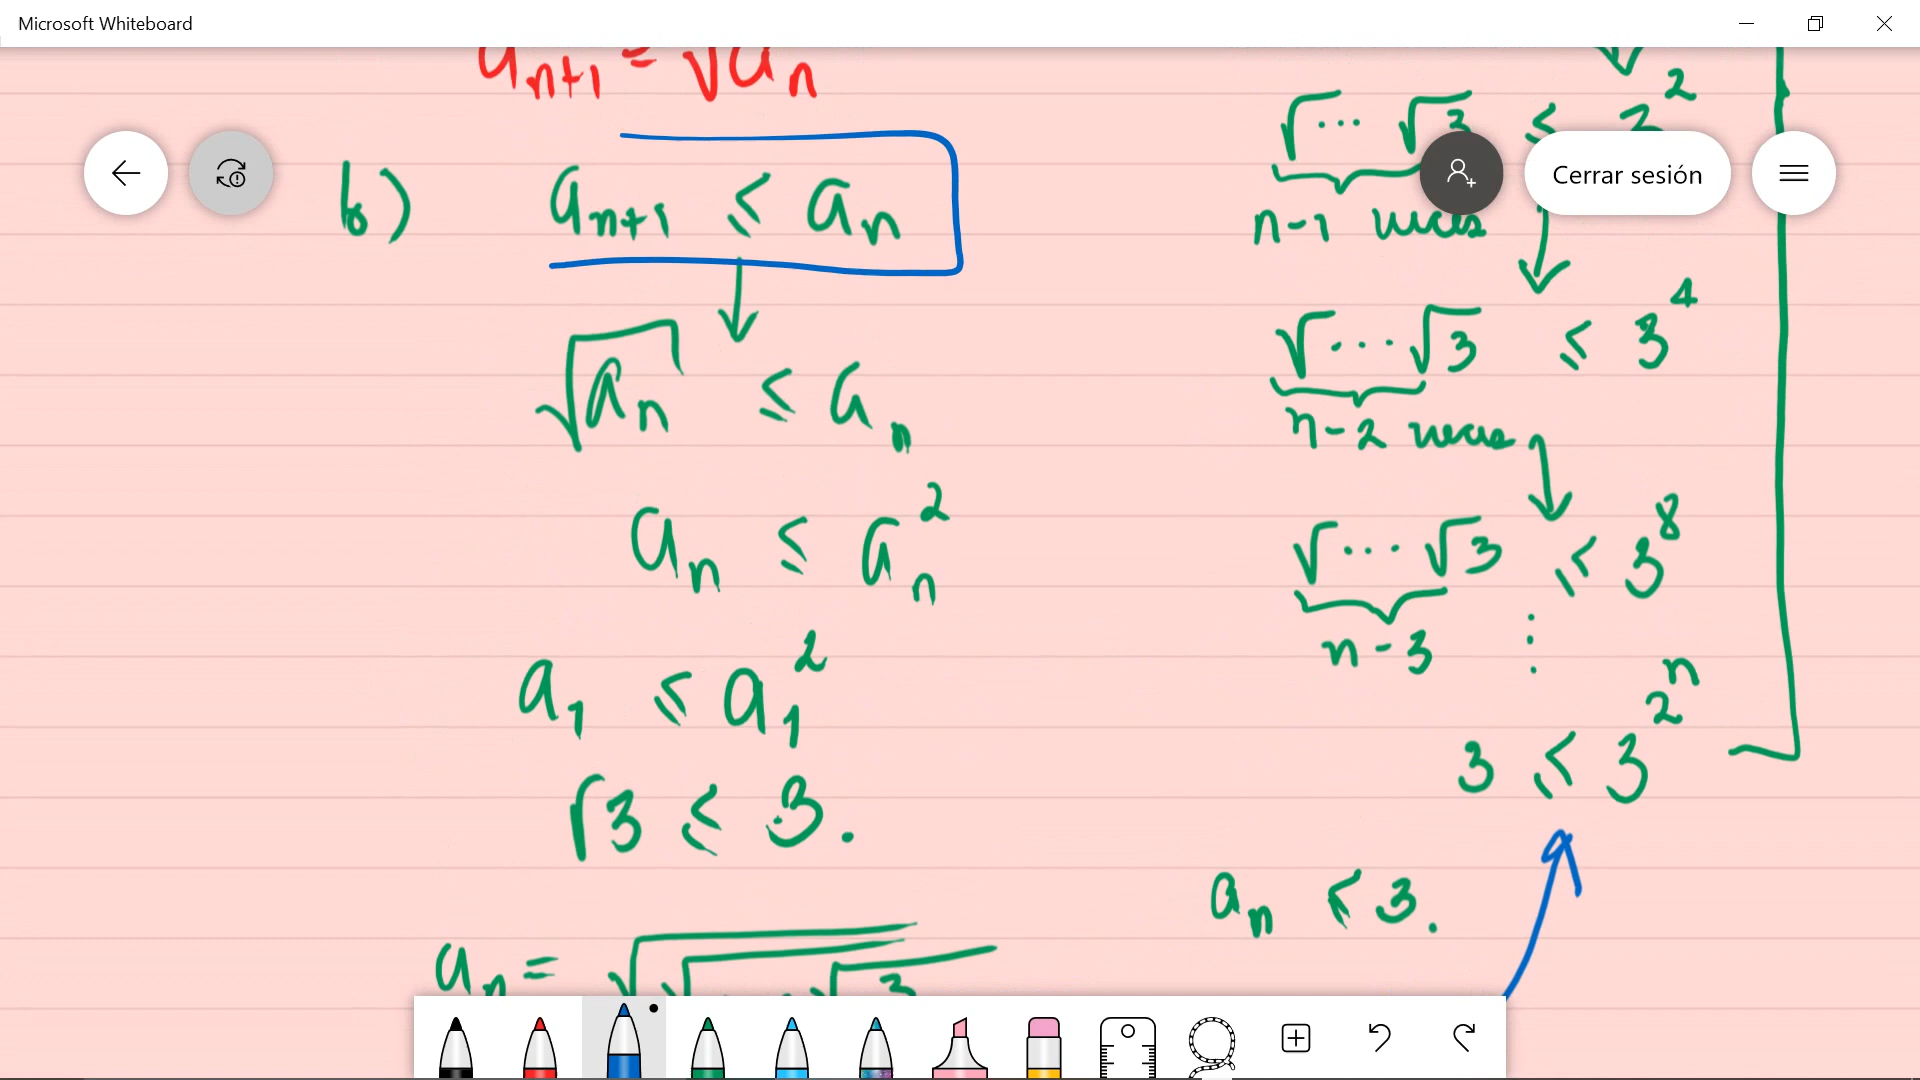 Microsoft Whiteboard
a_{n+1} = √a_n
b) a_{n+1} ≤ a_n
√a_n ≤ a_n
a_n ≤ a_n^2
a_1 ≤ a_1^2
√3 ≤ 3.
a_n =
√··· √3 ≤ 3^2
n-1 veces
Cerrar sesión
√··· √3 ≤ 3^4
n-2 veces
√··· √3 ≤ 3^8
n-3
⋮
3 ≤ 3^{2^n}
a_n ≤ 3.